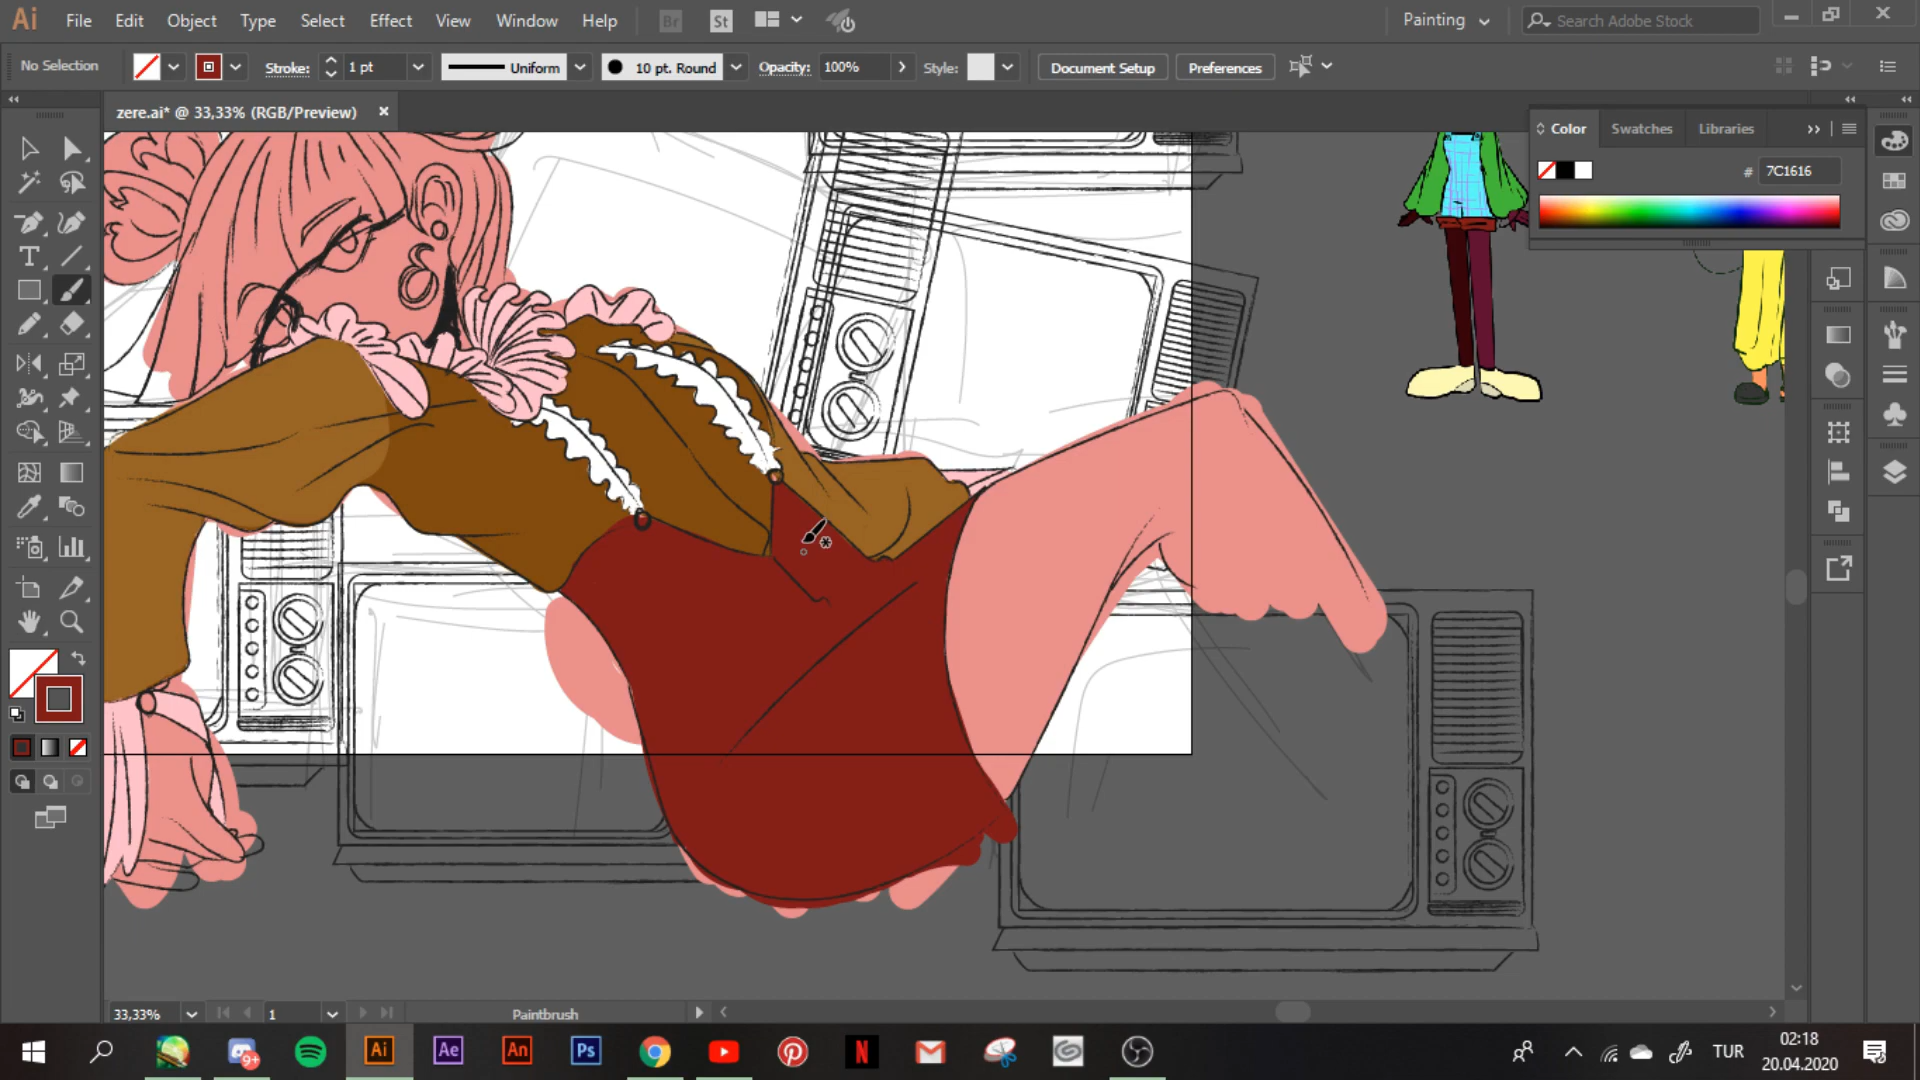 Ai File Edit Object Type Select Effect View Window Help Br St Painting Search Adobe Stock
No Selection Stroke: 1 pt Uniform 10 pt. Round Opacity: 100% Style: Document Setup Preferences
zere.ai* @ 33,33% (RGB/Preview)
Color Swatches Libraries
# 7C1616
33,33% 1 Paintbrush
9+ Ai Ae An Ps N TUR
02:18
20.04.2020